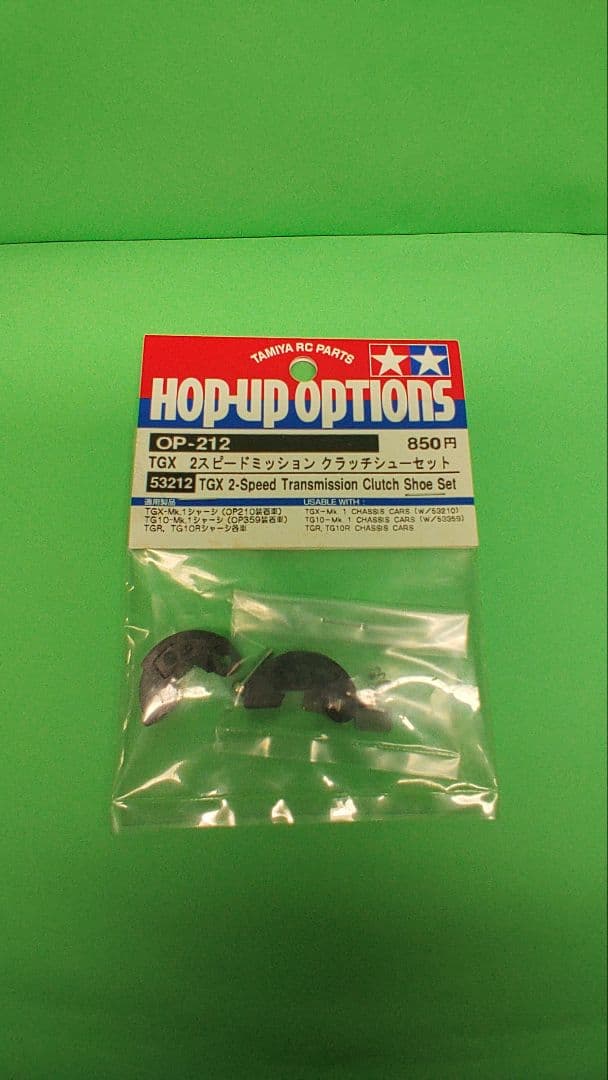 TAMIYA RC PARTS
HOP-UP OPTIONS
OP-212 850円
TGX 2スピードミッション クラッチシューセット
53212 TGX 2-Speed Transmission Clutch Shoe Set
適用製品
TGX-Mk.1シャーシ (OP210装着車)
TG10-Mk.1シャーシ (OP359装着車)
TGR, TG10Rシャーシ各車
USABLE WITH :
TGX-Mk. 1 CHASSIS CARS (W/53210)
TG10-Mk. 1 CHASSIS CARS (W/53359)
TGR, TG10R CHASSIS CARS